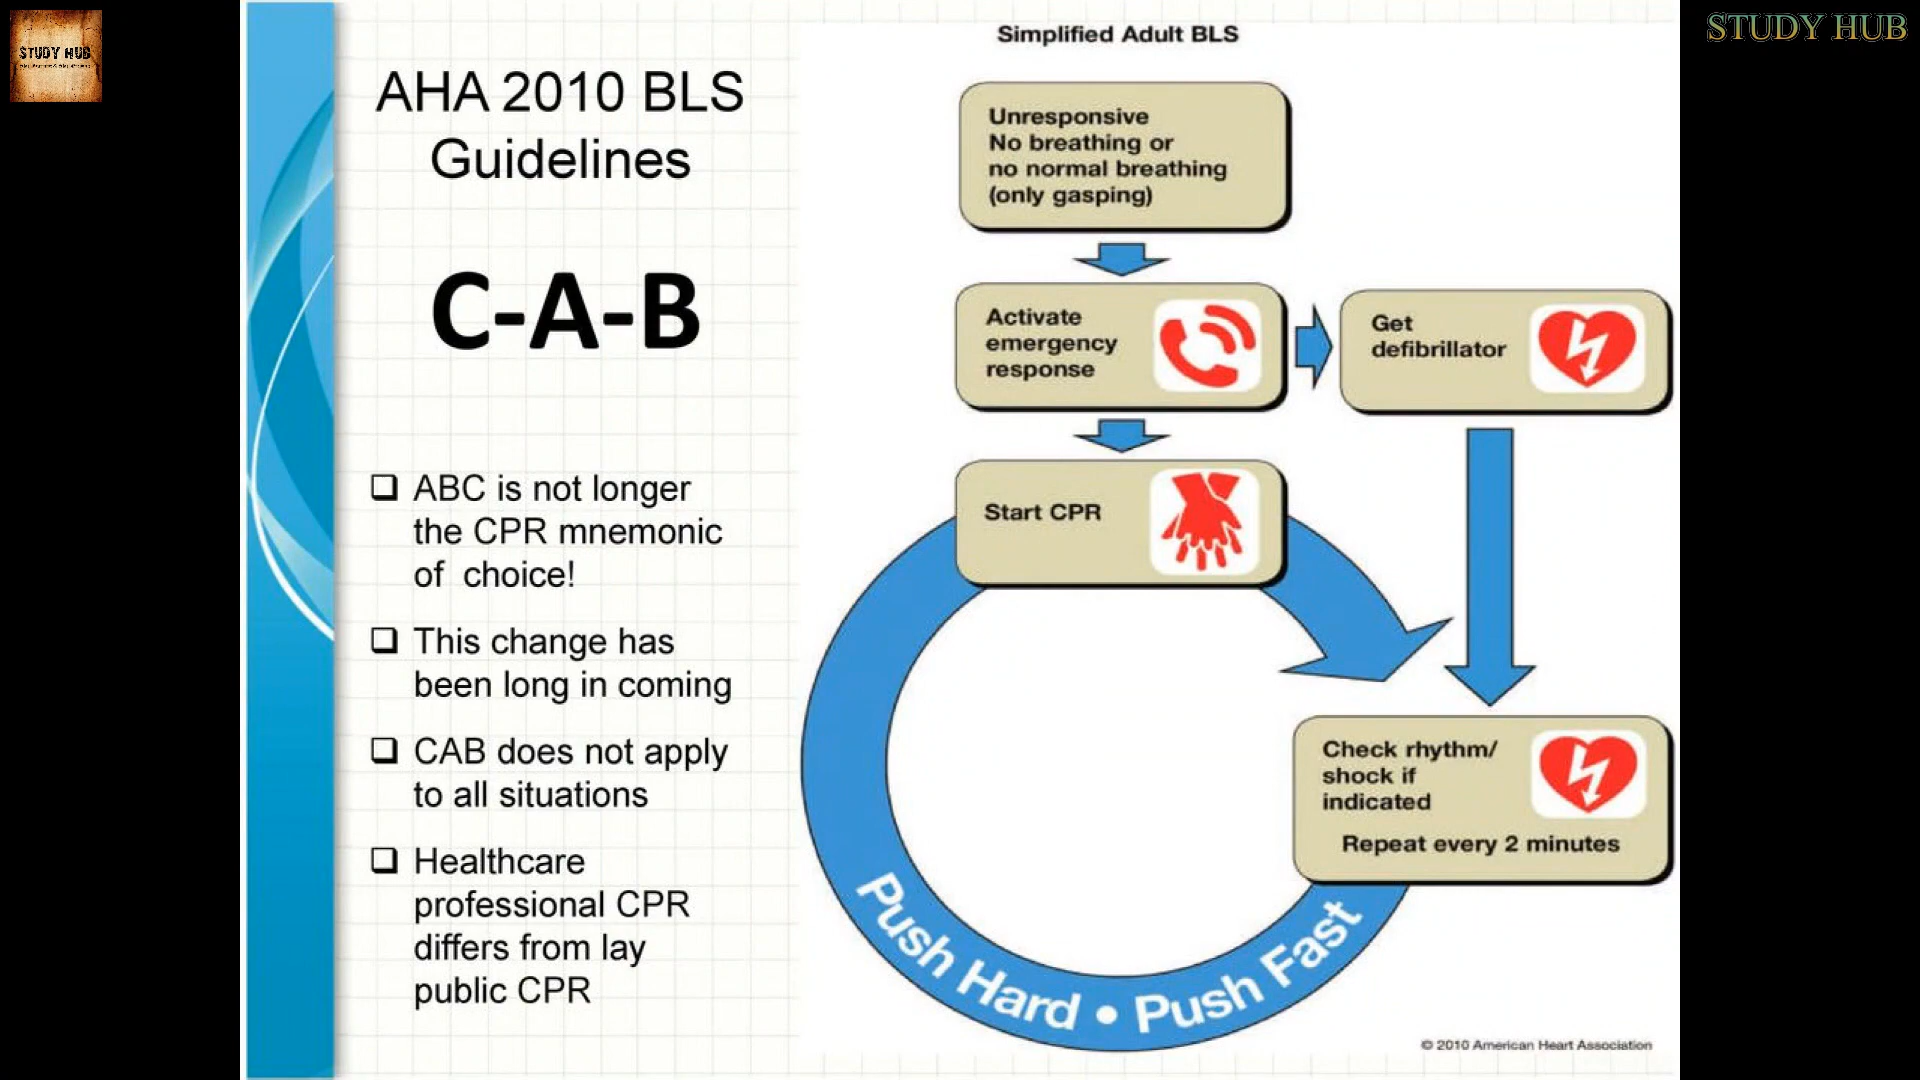 STUDY HUB
STUDY HUB
AHA 2010 BLS
Guidelines
C-A-B
ABC is not longer
the CPR mnemonic
of choice!
This change has
been long in coming
CAB does not apply
to all situations
Healthcare
professional CPR
differs from lay
public CPR
Simplified Adult BLS
Unresponsive
No breathing or
no normal breathing
(only gasping)
Activate
emergency
response
Get
defibrillator
Start CPR
Check rhythm/
shock if
indicated
Repeat every 2 minutes
Push Hard • Push Fast
© 2010 American Heart Association